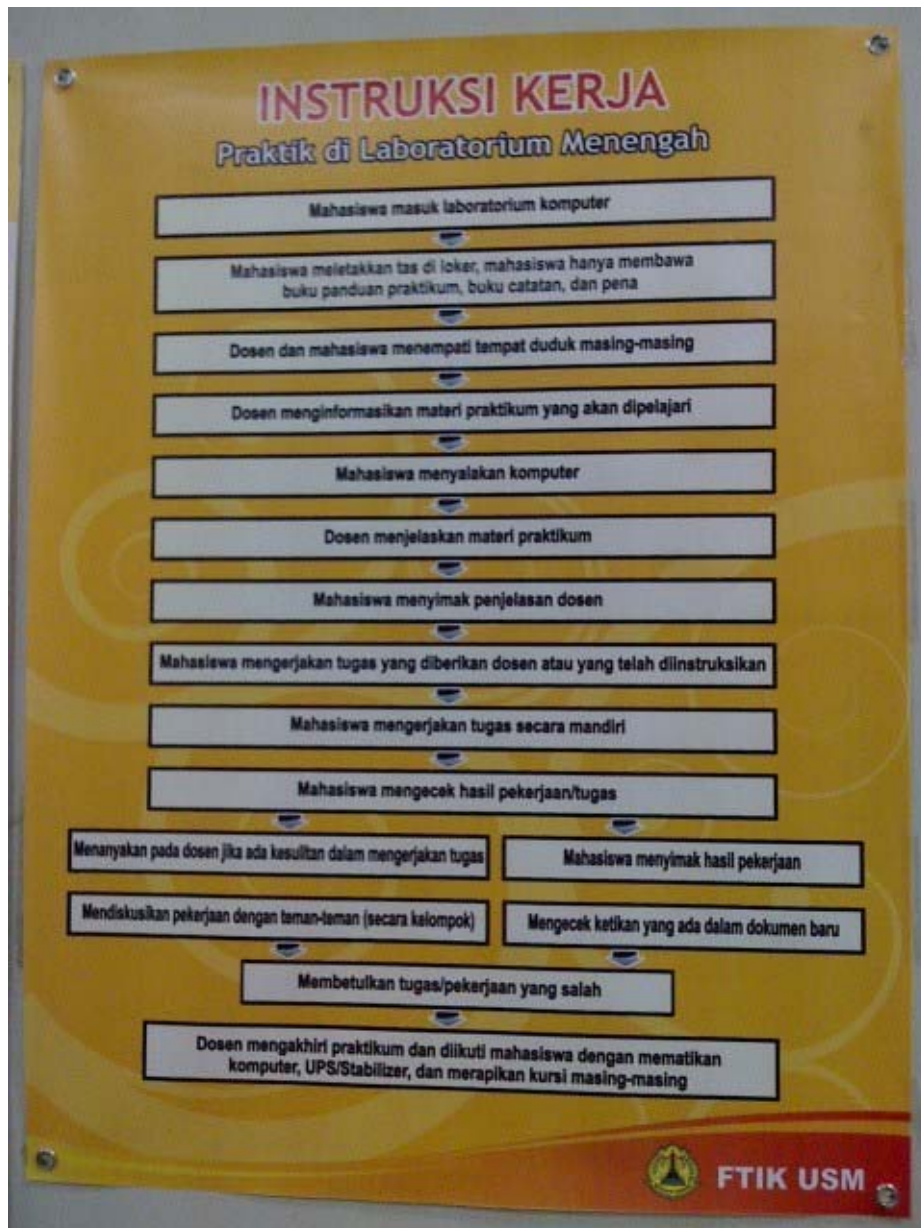 INSTRUKSI KERJA
Praktik di Laboratorium Menengah
Mahasiswa masuk laboratorium komputer
Mahasiswa meletakkan tas di loker, mahasiswa hanya membawa
buku panduan praktikum, buku catatan, dan pena
Dosen dan mahasiswa menempati tempat duduk masing-masing
Dosen menginformasikan materi praktikum yang akan dipelajari
Mahasiswa menyalakan komputer
Dosen menjelaskan materi praktikum
Mahasiswa menyimak penjelasan dosen
Mahasiswa mengerjakan tugas yang diberikan dosen atau yang telah diinstruksikan
Mahasiswa mengerjakan tugas secara mandiri
Mahasiswa mengecek hasil pekerjaan/tugas
Menanyakan pada dosen jika ada kesulitan dalam mengerjakan tugas
Mahasiswa menyimak hasil pekerjaan
Mendiskusikan pekerjaan dengan teman-teman (secara kelompok)
Mengecek ketikan yang ada dalam dokumen baru
Membetulkan tugas/pekerjaan yang salah
Dosen mengakhiri praktikum dan diikuti mahasiswa dengan mematikan
komputer, UPS/Stabilizer, dan merapikan kursi masing-masing
FTIK USM